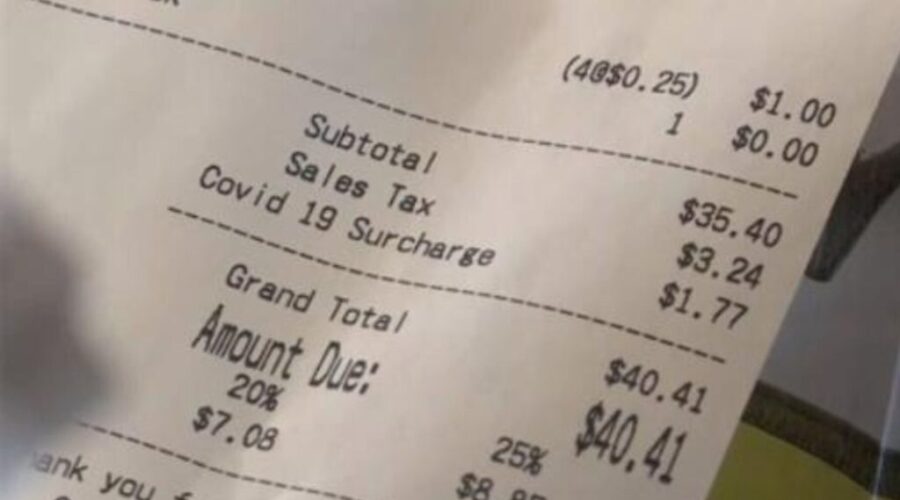 (4@$0.25) $1.00
1 $0.00
Subtotal $35.40
Sales Tax $3.24
Covid 19 Surcharge $1.77
Grand Total $40.41
Amount Due: $40.41
20% 25%
$7.08
you